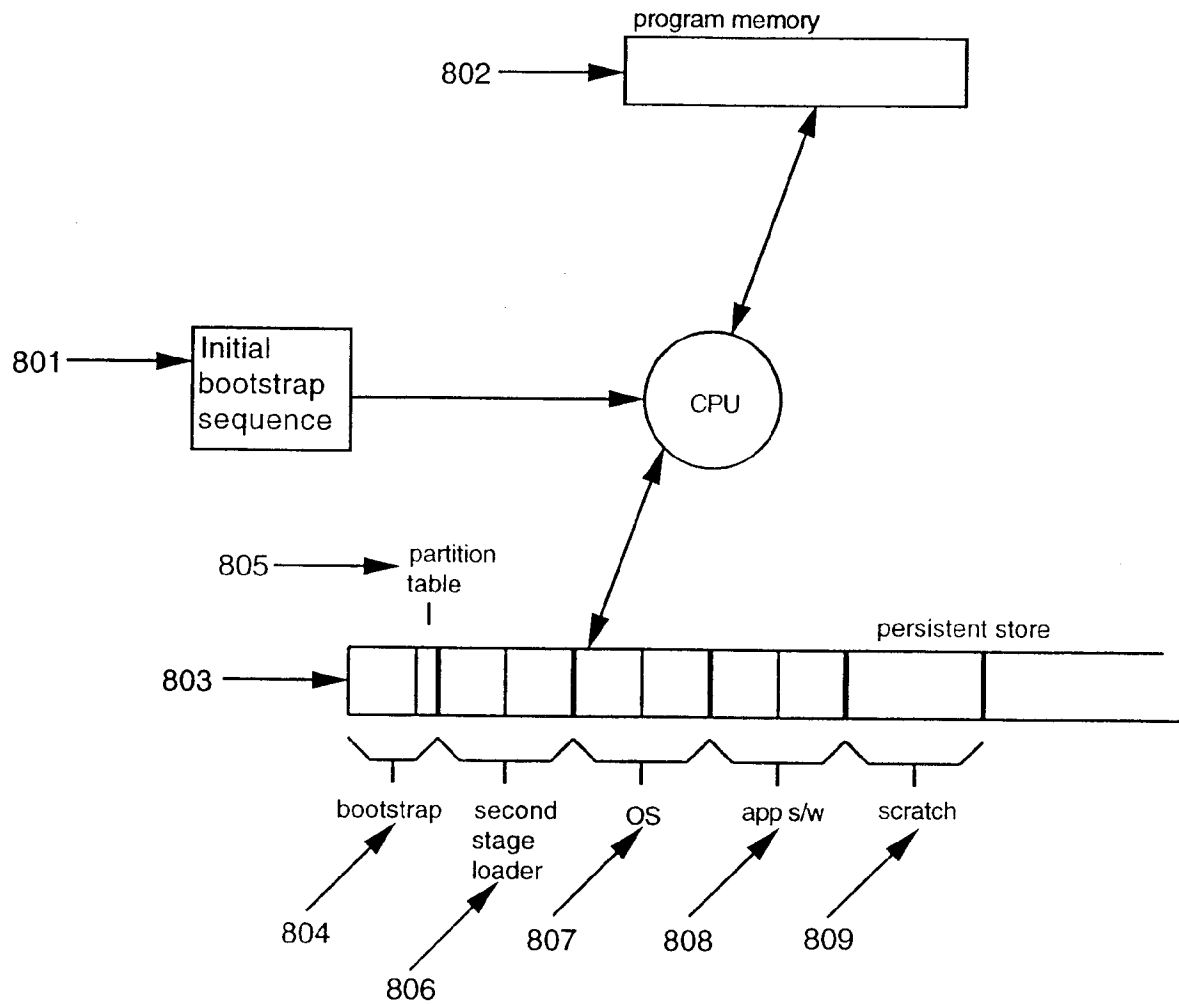 program memory
802
801
Initial
bootstrap
sequence
CPU
805
partition
table
persistent store
803
bootstrap
second
stage
loader
OS
app s/w
scratch
804
806
807
808
809